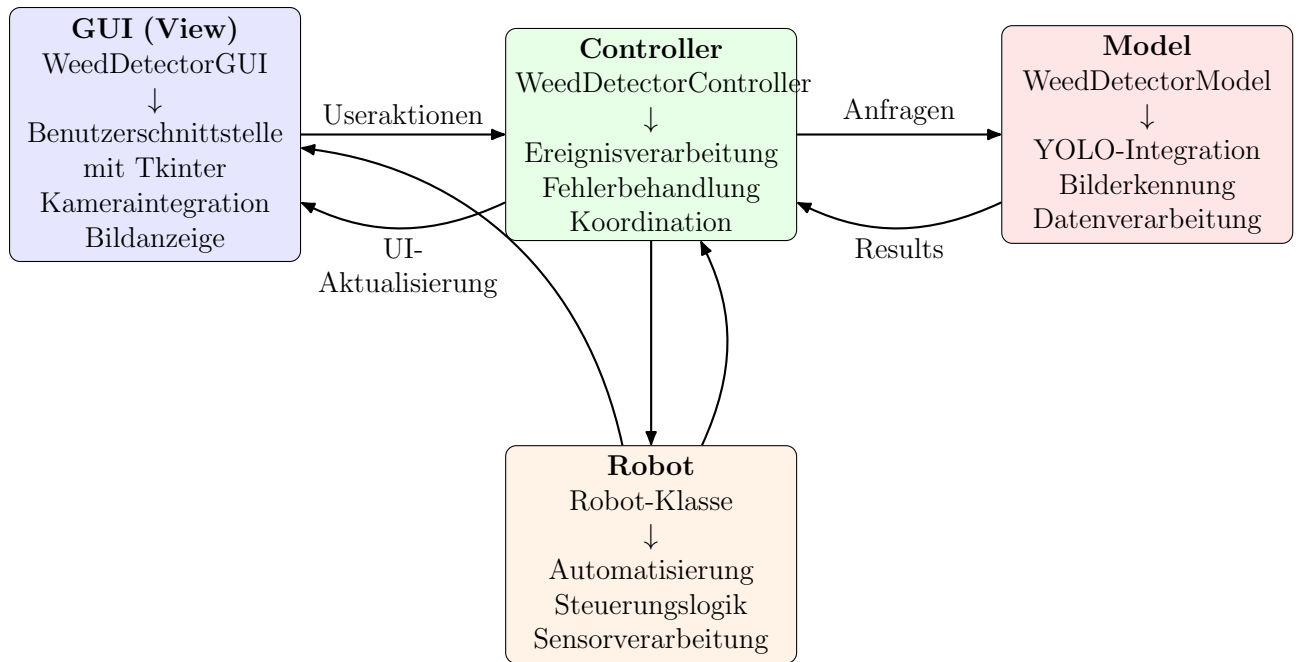 GUI (View)
WeedDetectorGUI
↓
Benutzerschnittstelle
mit Tkinter
Kameraintegration
Bildanzeige
Useraktionen
UI-
Aktualisierung
Controller
WeedDetectorController
↓
Ereignisverarbeitung
Fehlerbehandlung
Koordination
Anfragen
Results
Model
WeedDetectorModel
↓
YOLO-Integration
Bilderkennung
Datenverarbeitung
Robot
Robot-Klasse
↓
Automatisierung
Steuerungslogik
Sensorverarbeitung